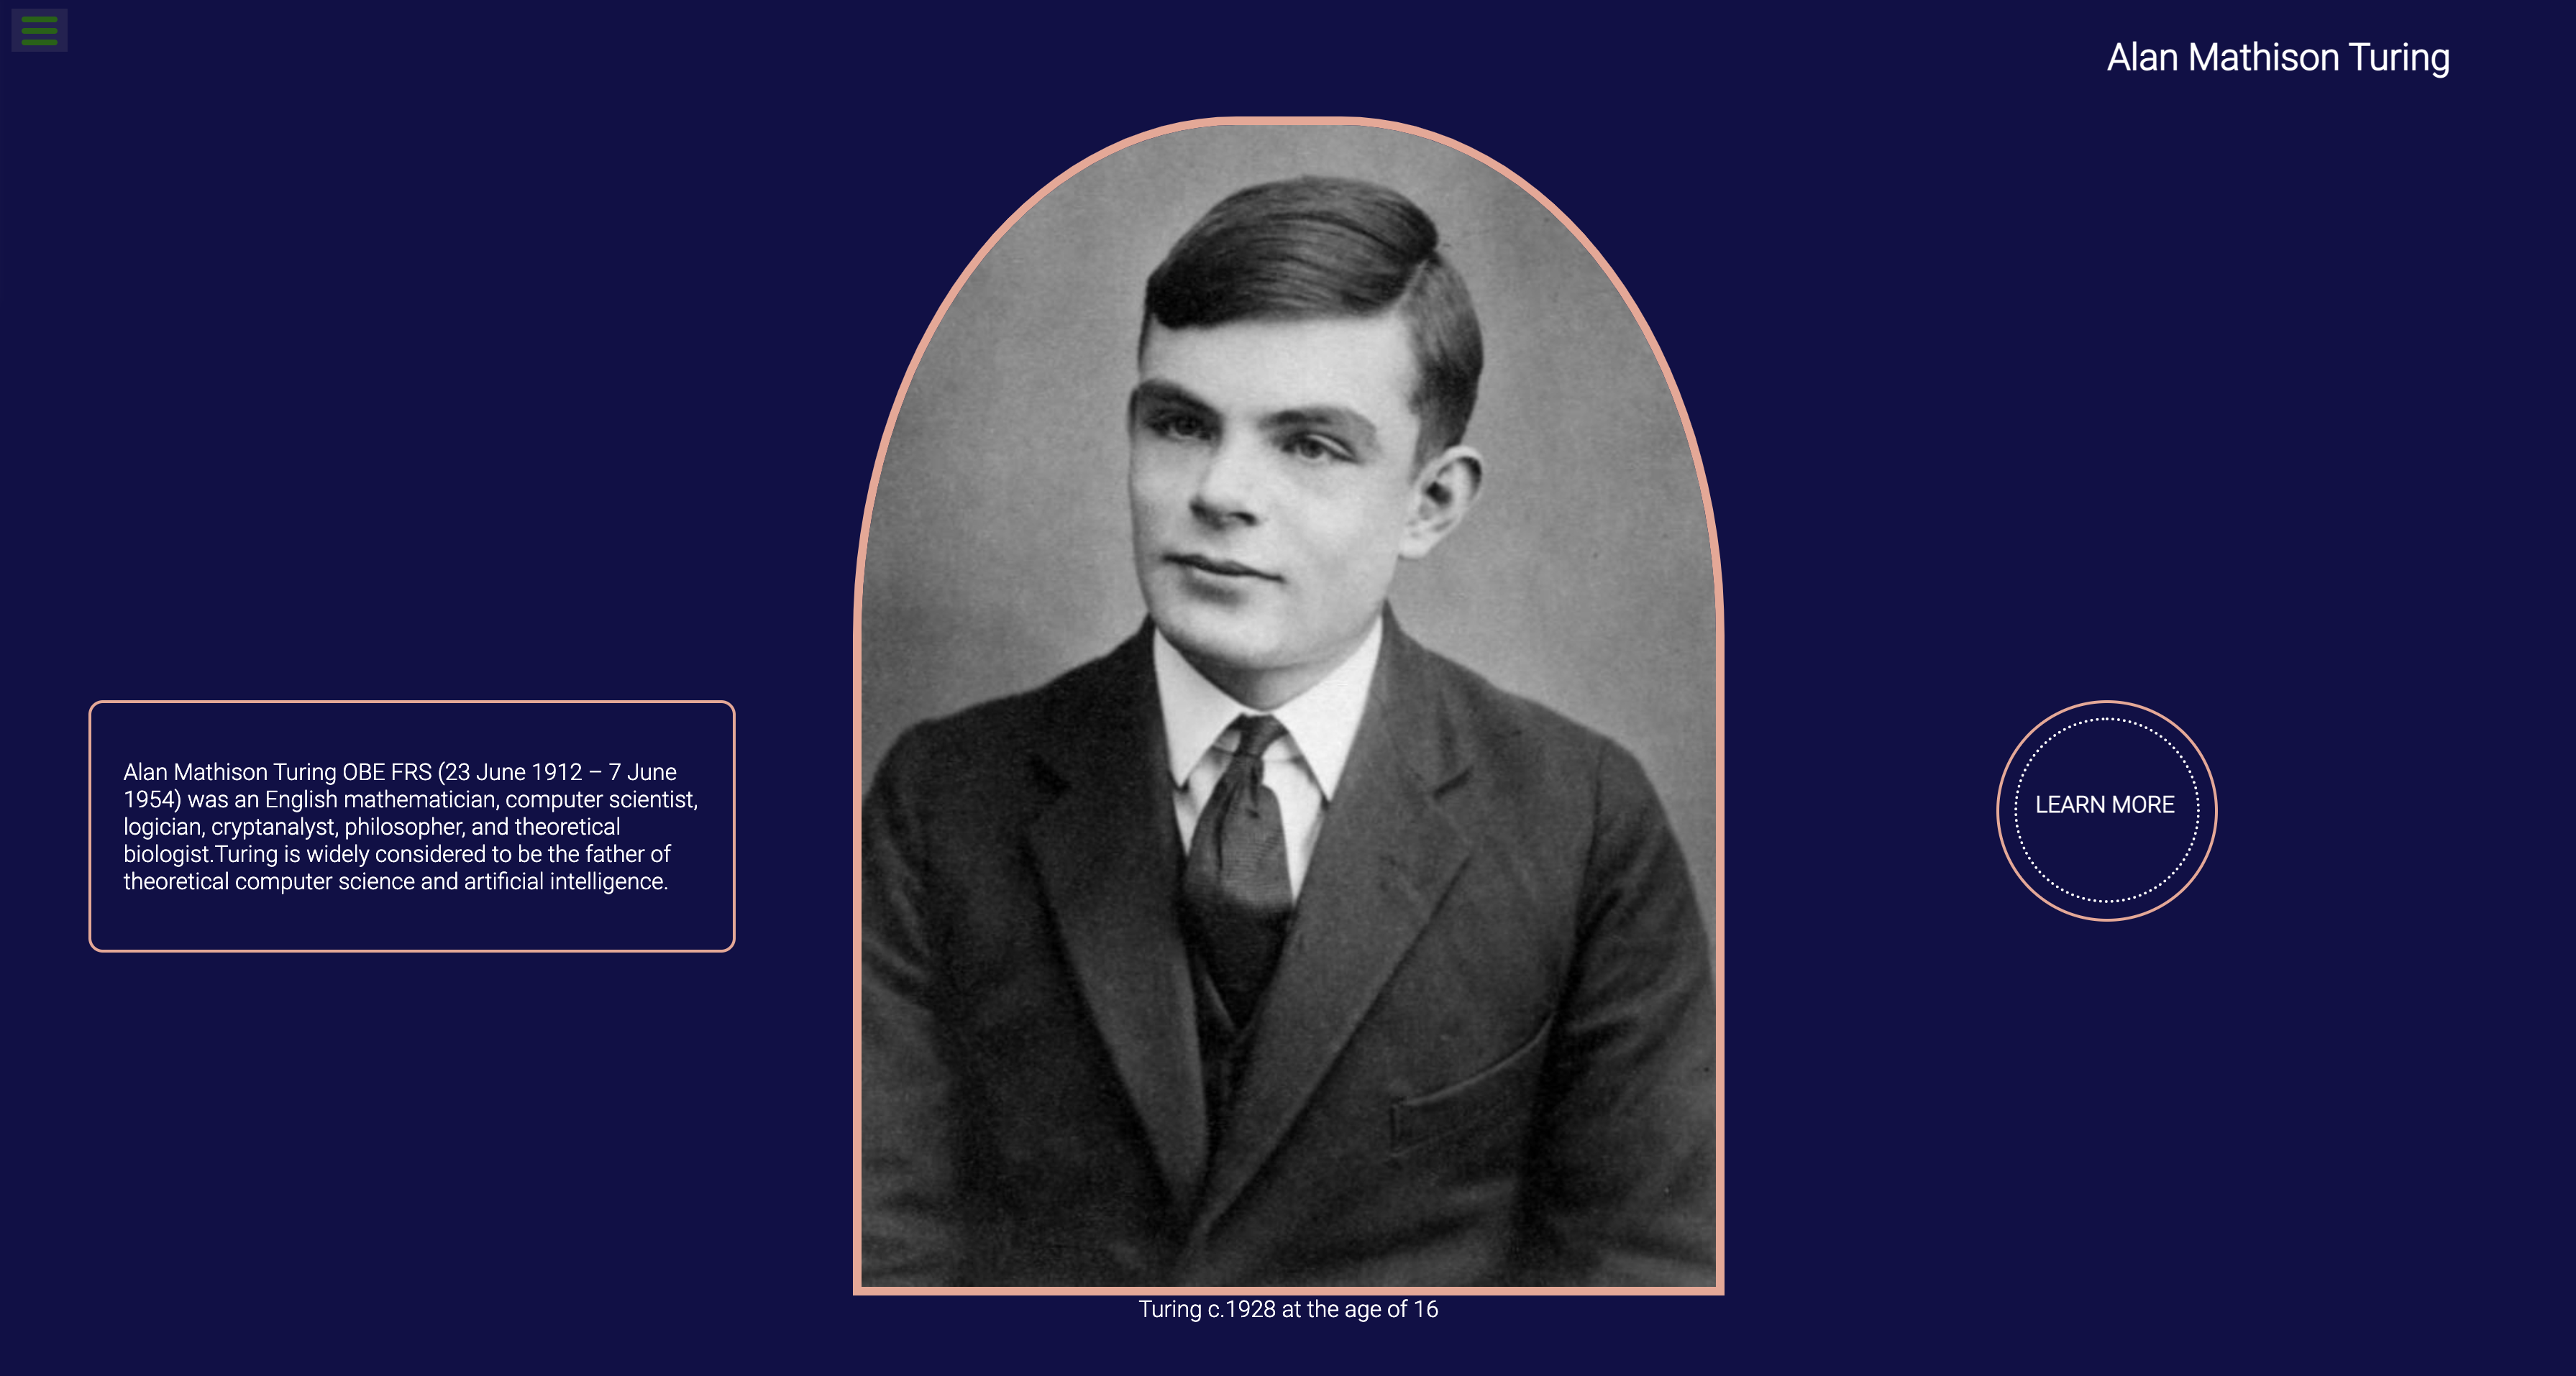 Alan Mathison Turing
Alan Mathison Turing OBE FRS (23 June 1912 – 7 June
1954) was an English mathematician, computer scientist,
logician, cryptanalyst, philosopher, and theoretical
biologist.Turing is widely considered to be the father of
theoretical computer science and artificial intelligence.
LEARN MORE
Turing c.1928 at the age of 16